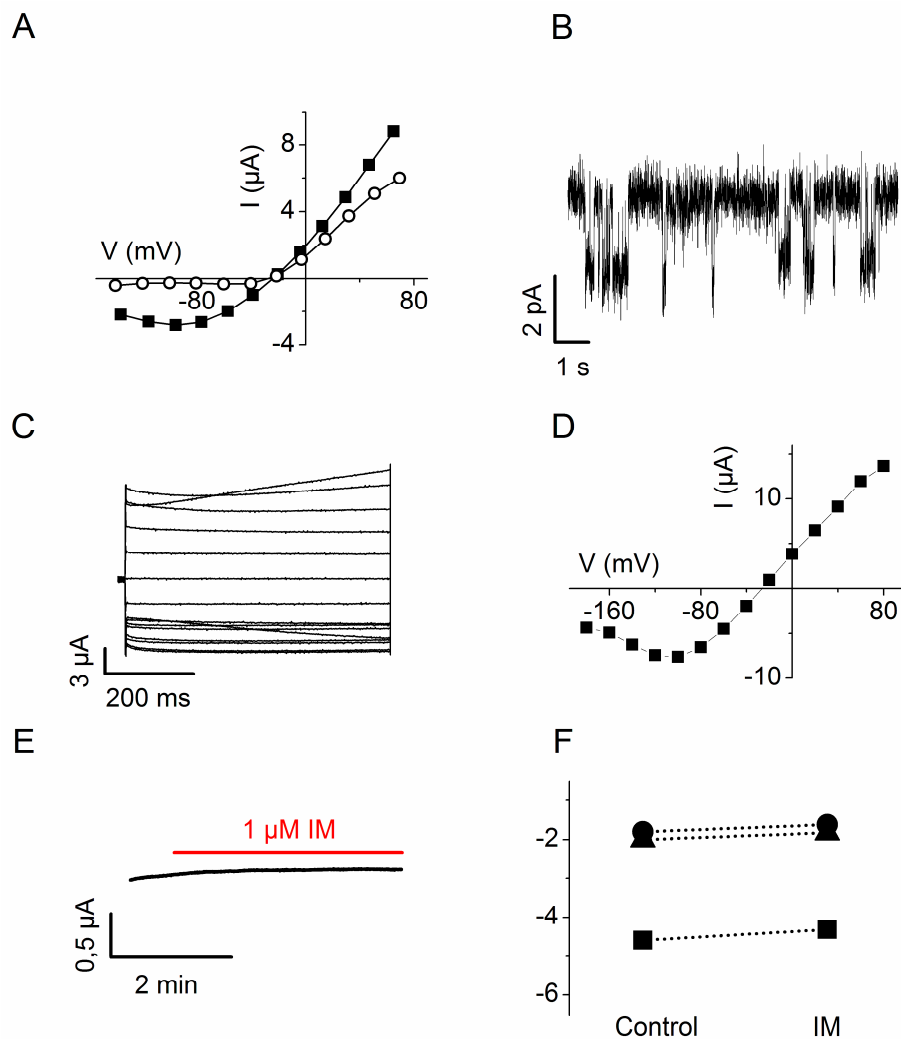 A
I (µA)
8
4
V (mV)
-80
80
-4
B
2 pA
1 s
C
3 µA
200 ms
D
I (µA)
10
V (mV)
-160
-80
80
-10
E
1 µM IM
0,5 µA
2 min
F
-2
-4
-6
Control
IM